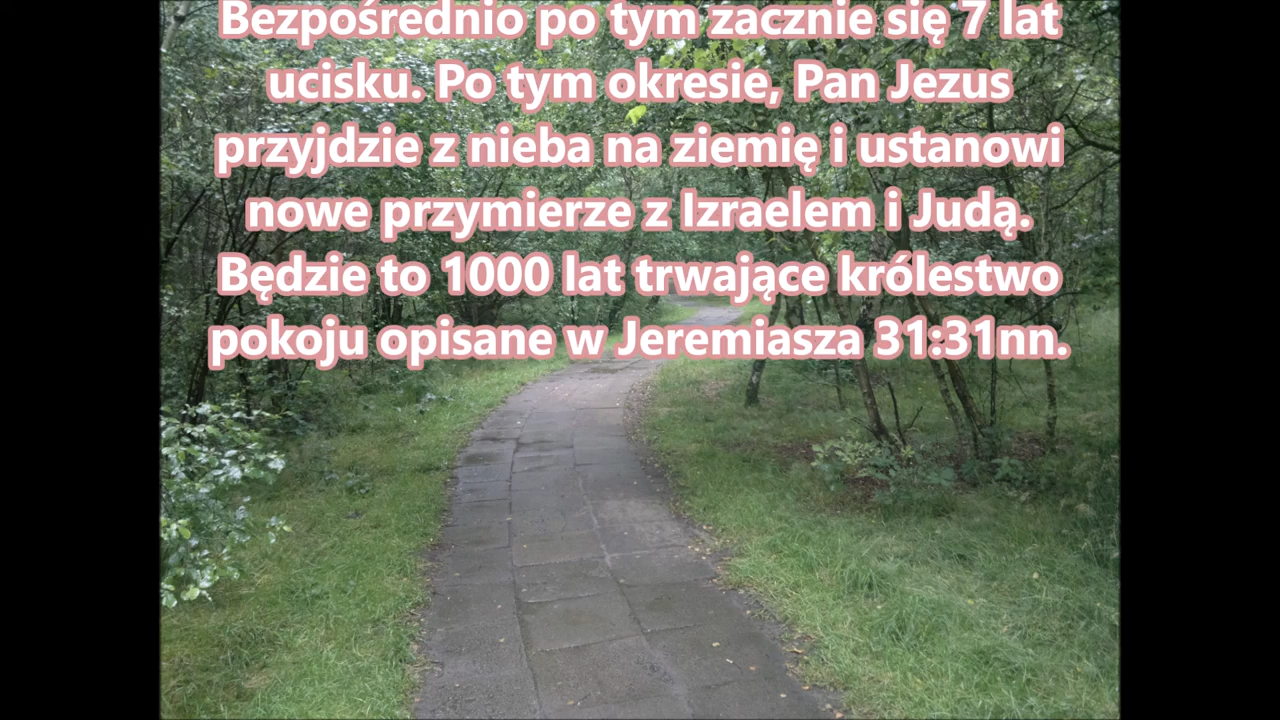 Bezpośrednio po tym zacznie się 7 lat
ucisku. Po tym okresie, Pan Jezus
przyjdzie z nieba na ziemię i ustanowi
nowe przymierze z Izraelem i Judą.
Będzie to 1000 lat trwające królestwo
pokoju opisane w Jeremiasza 31:31nn.